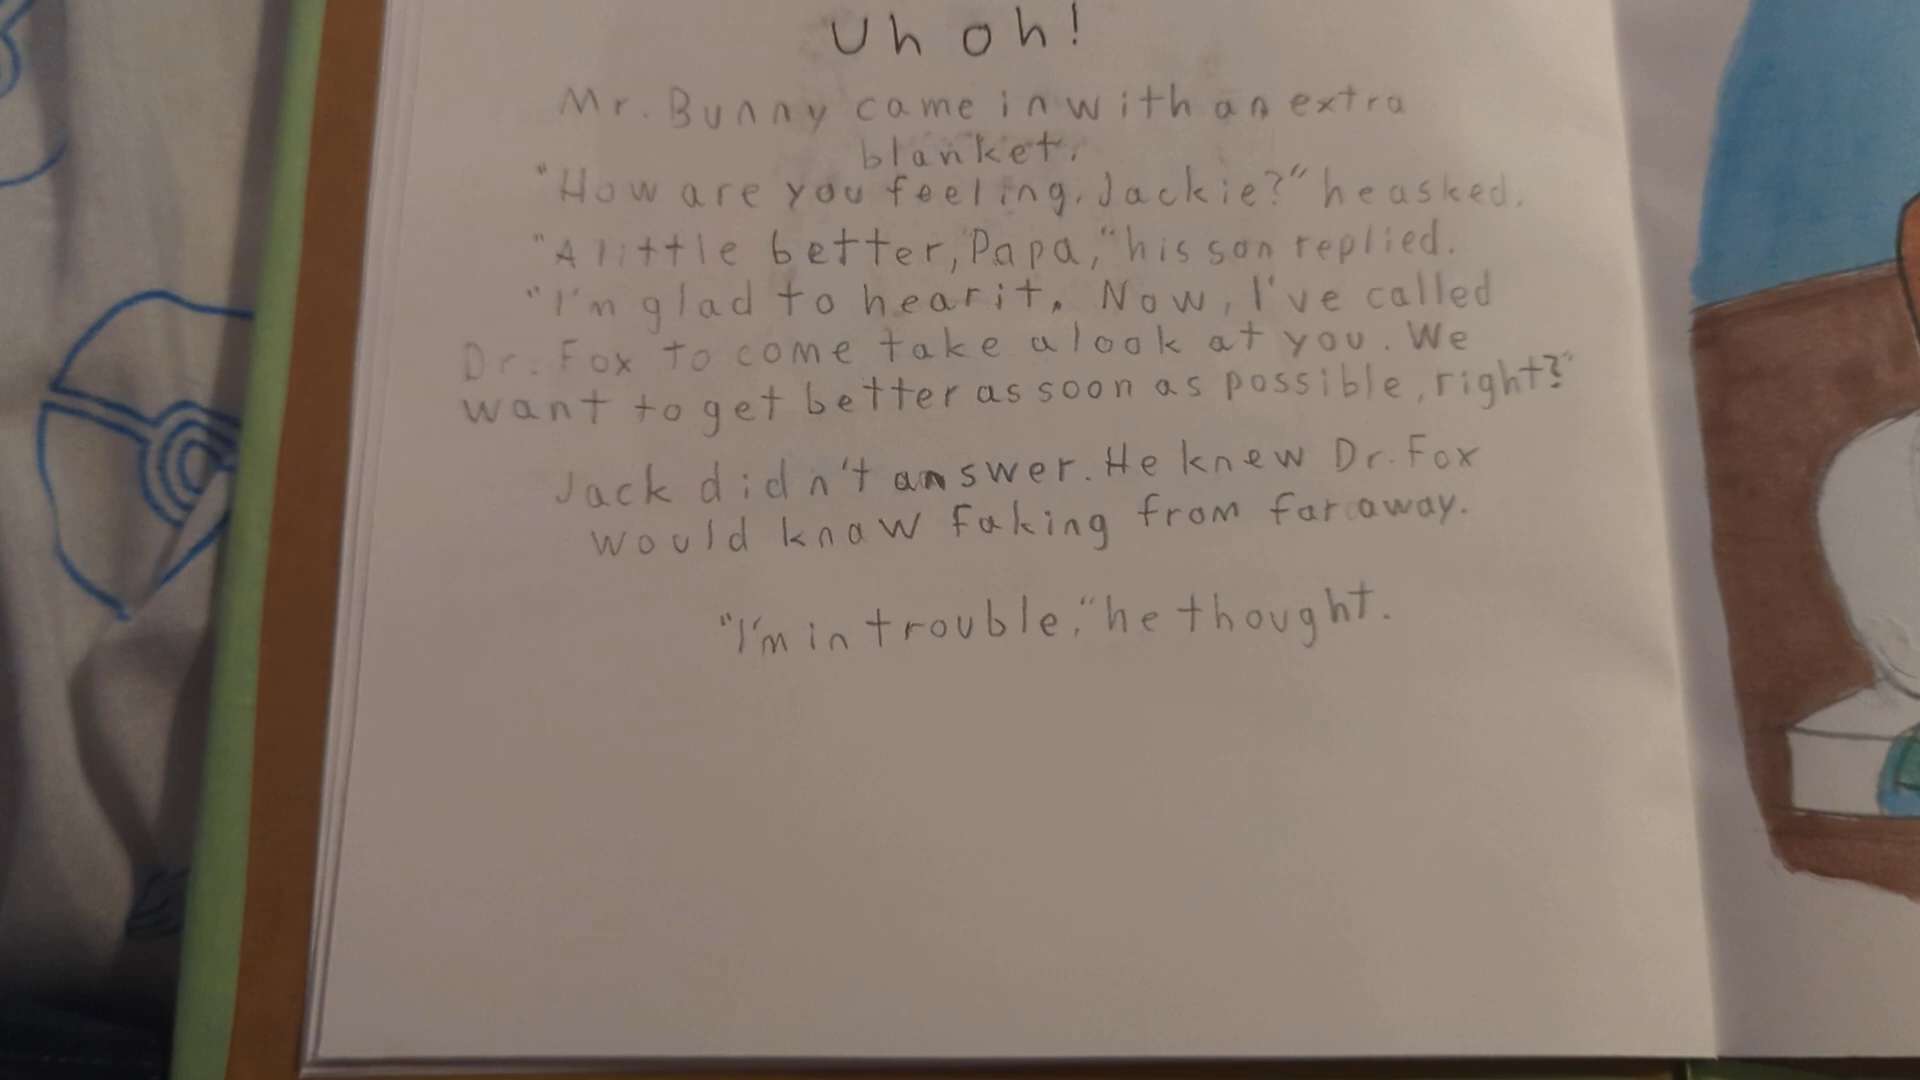 Uh oh!
Mr. Bunny came in with an extra
blanket.
"How are you feeling, Jackie?" he asked.
"A little better, Papa," his son replied.
"I'm glad to hear it. Now, I've called
Dr. Fox to come take a look at you. We
want to get better as soon as possible, right?"
Jack didn't answer. He knew Dr. Fox
would knaw faking from far away.
"I'm in trouble," he thought.